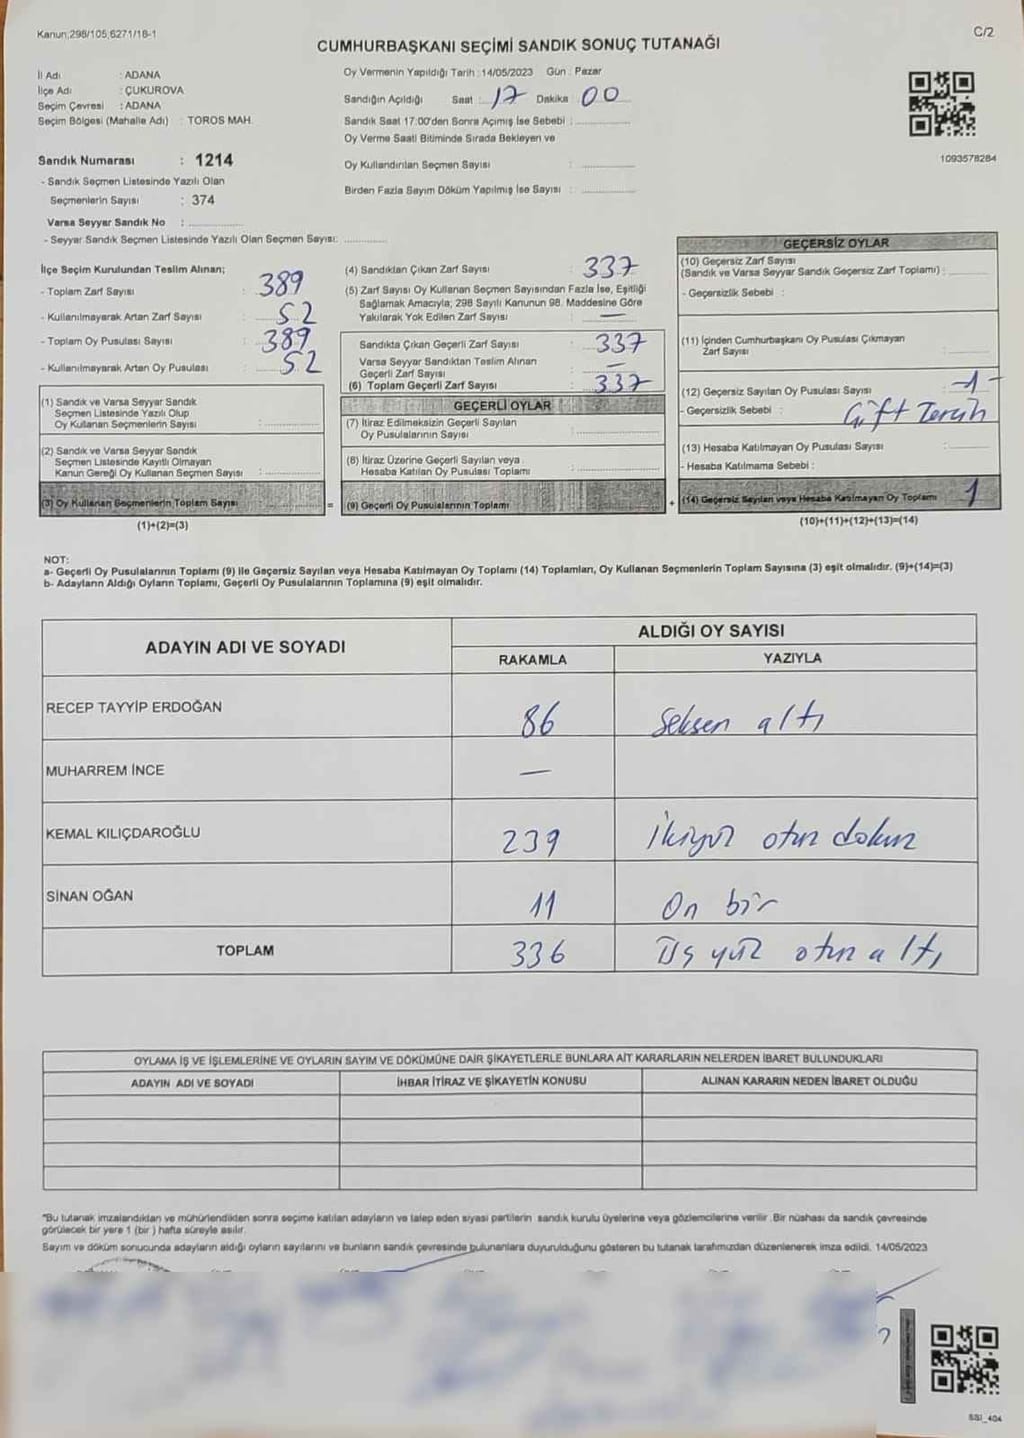 Kanun;298/105,6271/18-1
C/2
CUMHURBAŞKANI SEÇİMİ SANDIK SONUÇ TUTANAĞI
İl Adı : ADANA
İlçe Adı : ÇUKUROVA
Seçim Çevresi : ADANA
Seçim Bölgesi (Mahalle Adı) : TOROS MAH.
Sandık Numarası : 1214
- Sandık Seçmen Listesinde Yazılı Olan
Seçmenlerin Sayısı : 374
Varsa Seyyar Sandık No :
- Seyyar Sandık Seçmen Listesinde Yazılı Olan Seçmen Sayısı:
Oy Vermenin Yapıldığı Tarih : 14/05/2023 Gün : Pazar
Sandığın Açıldığı Saat : 17 Dakika 00
Sandık Saat 17:00'den Sonra Açımış İse Sebebi :
Oy Verme Saati Bitiminde Sırada Bekleyen ve
Oy Kullandırılan Seçmen Sayısı :
Birden Fazla Sayım Döküm Yapılmış İse Sayısı :
1093578284
İlçe Seçim Kurulundan Teslim Alınan;
- Toplam Zarf Sayısı : 389
- Kullanılmayarak Artan Zarf Sayısı : 52
- Toplam Oy Pusulası Sayısı : 389
- Kullanılmayarak Artan Oy Pusulası : 52
(1) Sandık ve Varsa Seyyar Sandık
Seçmen Listesinde Yazılı Olup
Oy Kullanan Seçmenlerin Sayısı :
(2) Sandık ve Varsa Seyyar Sandık
Seçmen Listesinde Kayıtlı Olmayan
Kanun Gereği Oy Kullanan Seçmen Sayısı :
(3) Oy Kullanan Seçmenlerin Toplam Sayısı
(1)+(2)=(3)
(4) Sandıktan Çıkan Zarf Sayısı : 337
(5) Zarf Sayısı Oy Kullanan Seçmen Sayısından Fazla İse, Eşitliği
Sağlamak Amacıyla; 298 Sayılı Kanunun 98. Maddesine Göre
Yakılarak Yok Edilen Zarf Sayısı : —
Sandıkta Çıkan Geçerli Zarf Sayısı : 337
Varsa Seyyar Sandıktan Teslim Alınan
Geçerli Zarf Sayısı : —
(6) Toplam Geçerli Zarf Sayısı : 337
GEÇERLİ OYLAR
(7) İtiraz Edilmeksizin Geçerli Sayılan
Oy Pusulalarının Sayısı :
(8) İtiraz Üzerine Geçerli Sayılan veya
Hesaba Katılan Oy Pusulası Toplamı :
= (9) Geçerli Oy Pusulalarının Toplamı
GEÇERSİZ OYLAR
(10) Geçersiz Zarf Sayısı
(Sandık ve Varsa Seyyar Sandık Geçersiz Zarf Toplamı) :
- Geçersizlik Sebebi :
(11) İçinden Cumhurbaşkanı Oy Pusulası Çıkmayan
Zarf Sayısı :
(12) Geçersiz Sayılan Oy Pusulası Sayısı : -1-
- Geçersizlik Sebebi : Çift Tercih
(13) Hesaba Katılmayan Oy Pusulası Sayısı :
- Hesaba Katılmama Sebebi :
+ (14) Geçersiz Sayılan veya Hesaba Katılmayan Oy Toplamı 1
(10)+(11)+(12)+(13)=(14)
NOT:
a- Geçerli Oy Pusulalarının Toplamı (9) ile Geçersiz Sayılan veya Hesaba Katılmayan Oy Toplamı (14) Toplamları, Oy Kullanan Seçmenlerin Toplam Sayısına (3) eşit olmalıdır. (9)+(14)=(3)
b- Adayların Aldığı Oyların Toplamı, Geçerli Oy Pusulalarının Toplamına (9) eşit olmalıdır.
ADAYIN ADI VE SOYADI ALDIĞI OY SAYISI
RAKAMLA YAZIYLA
RECEP TAYYİP ERDOĞAN 86 Seksen altı
MUHARREM İNCE —
KEMAL KILIÇDAROĞLU 239 İkiyüz otuz dokuz
SİNAN OĞAN 11 On bir
TOPLAM 336 Üç yüz otuz altı
OYLAMA İŞ VE İŞLEMLERİNE VE OYLARIN SAYIM VE DÖKÜMÜNE DAİR ŞİKAYETLERLE BUNLARA AİT KARARLARIN NELERDEN İBARET BULUNDUKLARI
ADAYIN ADI VE SOYADI İHBAR İTİRAZ VE ŞİKAYETİN KONUSU ALINAN KARARIN NEDEN İBARET OLDUĞU
*Bu tutanak imzalandıktan ve mühürlendikten sonra seçime katılan adayların ve talep eden siyasi partilerin sandık kurulu üyelerine veya gözlemcilerine verilir .Bir nüshası da sandık çevresinde
görülecek bir yere 1 (bir ) hafta süreyle asılır.
Sayım ve döküm sonucunda adayların aldığı oyların sayılarını ve bunların sandık çevresinde bulunanlara duyurulduğunu gösteren bu tutanak tarafımızdan düzenlenerek imza edildi. 14/05/2023
SSI_404